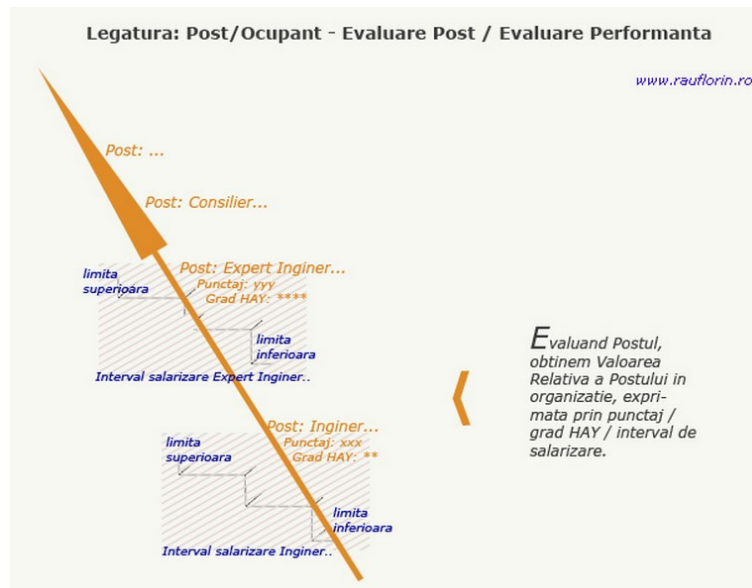 Legatura: Post/Ocupant - Evaluare Post / Evaluare Performanta
www.rauflorin.ro
Post: ...
Post: Consilier...
Post: Expert Inginer...
Punctaj: yyy
Grad HAY: ****
limita
superioara
limita
inferioara
Interval salarizare Expert Inginer..
Evaluand Postul,
obtinem Valoarea
Relativa a Postului in
organizatie, expri-
mata prin punctaj /
grad HAY / interval de
salarizare.
Post: Inginer...
Punctaj: xxx
Grad HAY: **
limita
superioara
limita
inferioara
Interval salarizare Inginer..